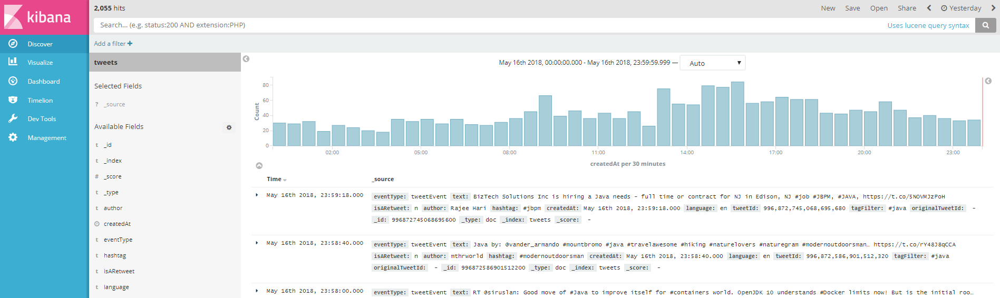 kibana
Discover
Visualize
Dashboard
Timelion
Dev Tools
Management
2,055 hits
New Save Open Share Yesterday
Search... (e.g. status:200 AND extension:PHP)
Uses lucene query syntax
Add a filter +
tweets
Selected Fields
? _source
Available Fields
t _id
t _index
# _score
t _type
t author
createdAt
t eventType
t hashtag
t isARetweet
t language
May 16th 2018, 00:00:00.000 - May 16th 2018, 23:59:59.999 — Auto
Count
80
60
40
20
0
02:00 05:00 08:00 11:00 14:00 17:00 20:00 23:00
createdAt per 30 minutes
Time _source
May 16th 2018, 23:59:18.000 eventType: tweetEvent text: BizTech Solutions Inc is hiring a Java needs - full time or contract for NJ in Edison, NJ #job #JBPM, #JAVA, https://t.co/5NOVMJzPoH
isARetweet: n author: Rajee Hari hashtag: #jbpm createdAt: May 16th 2018, 23:59:18.000 language: en tweetId: 996,872,745,068,695,680 tagFilter: #java originalTweetId: -
_id: 996872745068695600 _type: doc _index: tweets _score: -
May 16th 2018, 23:58:40.000 eventType: tweetEvent text: Java by: @vander_armando #mountbromo #java #travelawesome #hiking #naturelovers #naturegram #modernoutdoorsman… https://t.co/rY48J8qCCA
isARetweet: n author: mthrworld hashtag: #modernoutdoorsman createdAt: May 16th 2018, 23:58:40.000 language: en tweetId: 996,872,586,901,512,320 tagFilter: #java
originalTweetId: - _id: 996872586901512200 _type: doc _index: tweets _score: -
May 16th 2018, 23:58:00.000 eventType: tweetEvent text: RT @siruslan: Good move of #Java to improve itself for #containers world. OpenJDK 10 understands #Docker limits now! But is the initial roo…